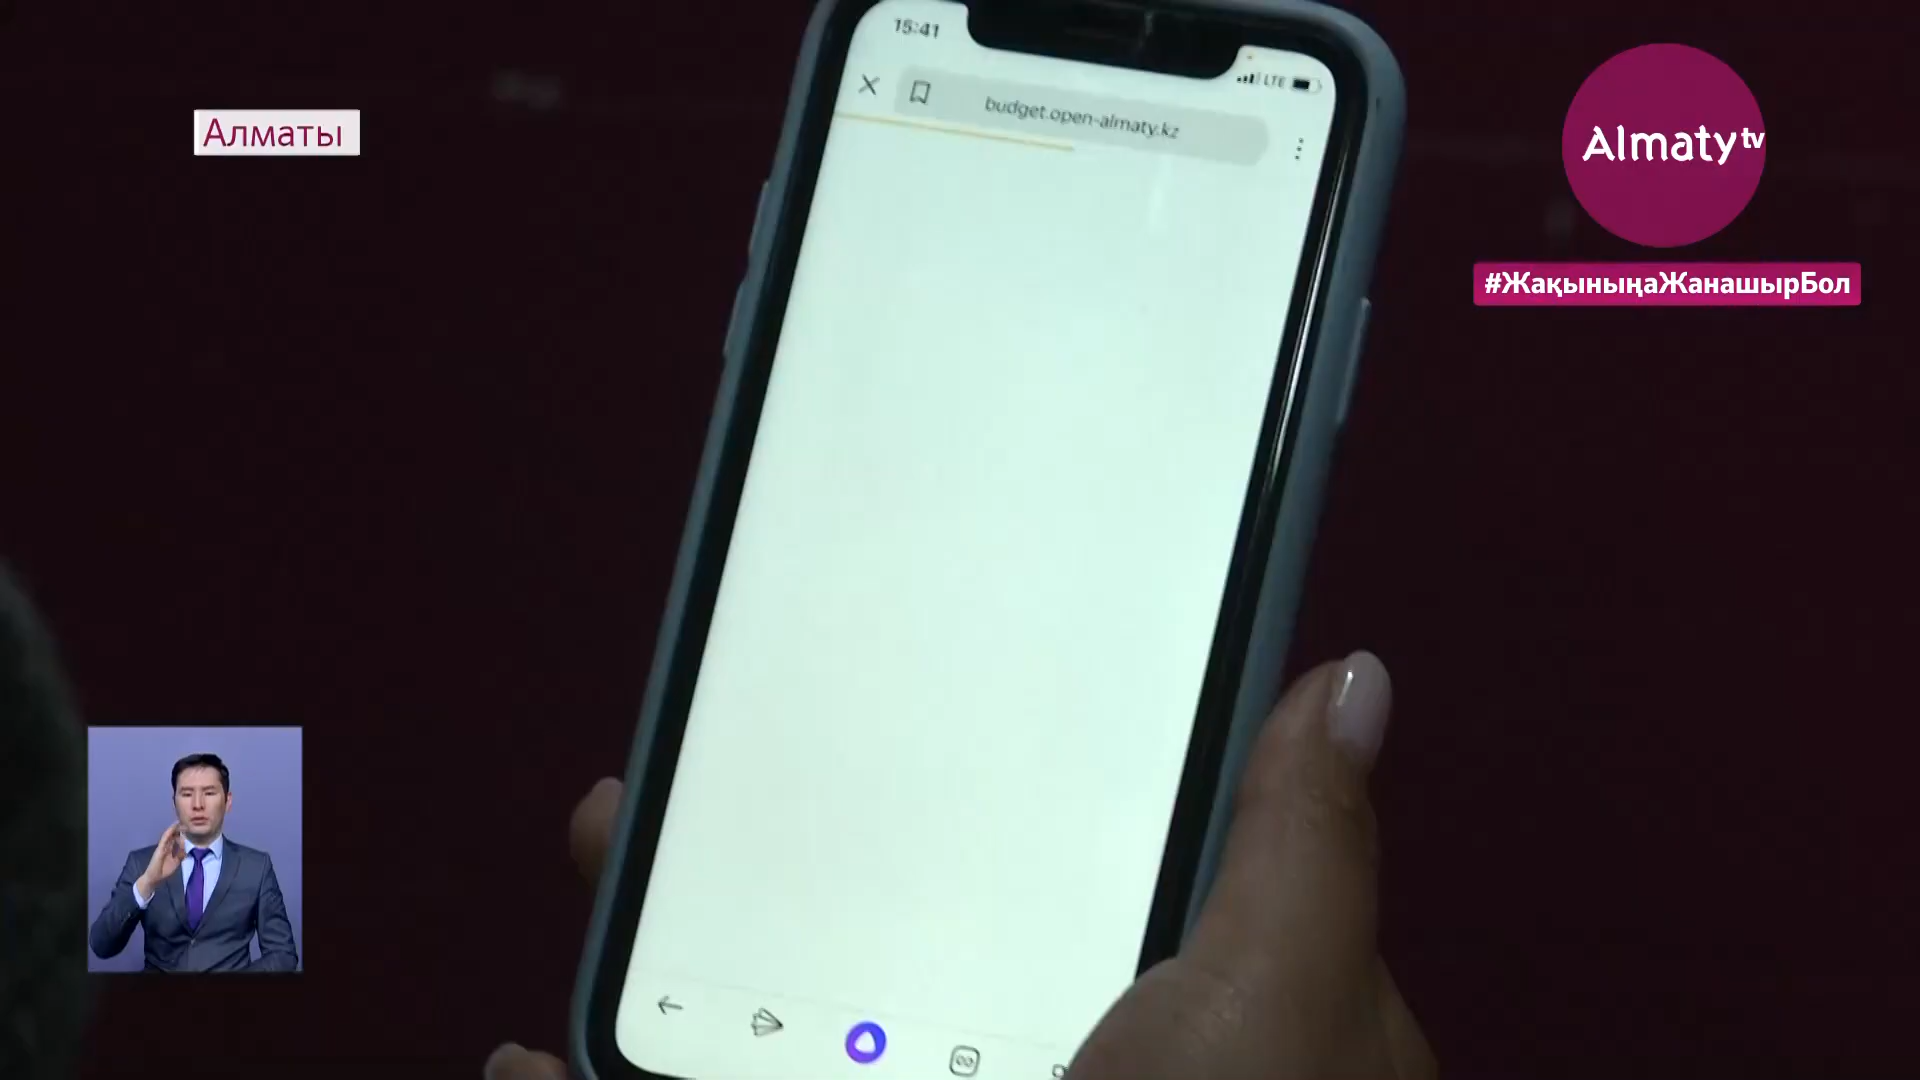 15:41
LTE
budget.open-almaty.kz
Алматы
Almaty tv
#ЖақыныңаЖанашырБол